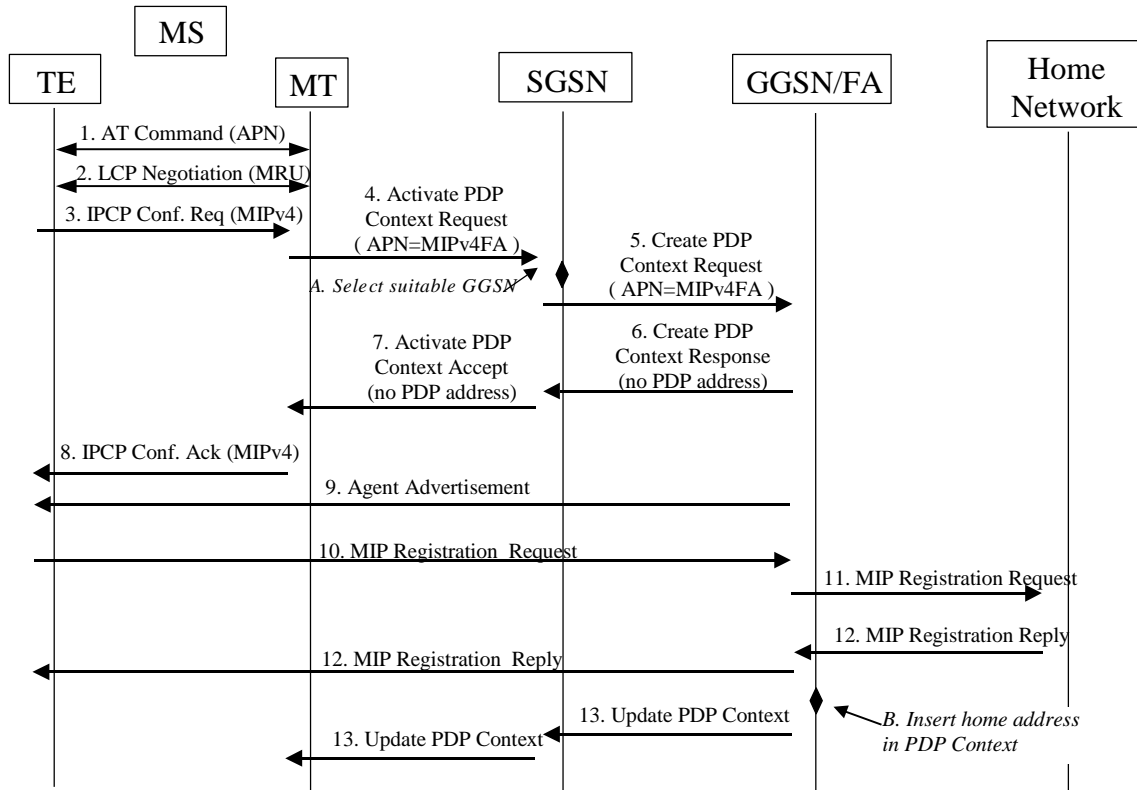 MS
TE
MT
SGSN
GGSN/FA
Home
Network
1. AT Command (APN)
2. LCP Negotiation (MRU)
3. IPCP Conf. Req (MIPv4)
4. Activate PDP
Context Request
( APN=MIPv4FA )
A. Select suitable GGSN
5. Create PDP
Context Request
( APN=MIPv4FA )
6. Create PDP
Context Response
(no PDP address)
7. Activate PDP
Context Accept
(no PDP address)
8. IPCP Conf. Ack (MIPv4)
9. Agent Advertisement
10. MIP Registration Request
11. MIP Registration Request
12. MIP Registration Reply
12. MIP Registration Reply
13. Update PDP Context
B. Insert home address
in PDP Context
13. Update PDP Context